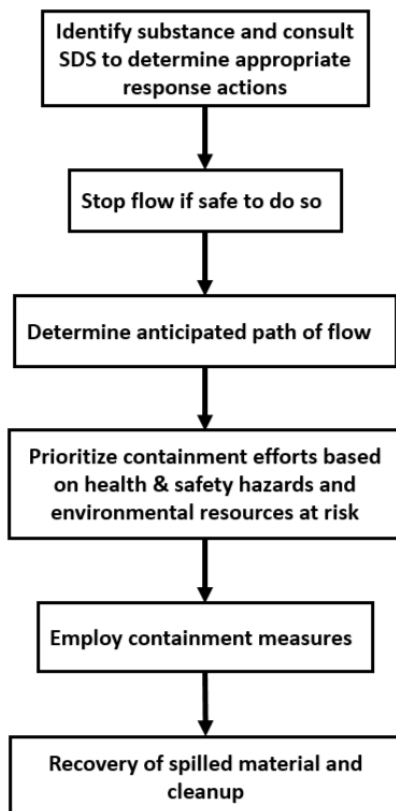 Identify substance and consult
SDS to determine appropriate
response actions
Stop flow if safe to do so
Determine anticipated path of flow
Prioritize containment efforts based
on health & safety hazards and
environmental resources at risk
Employ containment measures
Recovery of spilled material and
cleanup